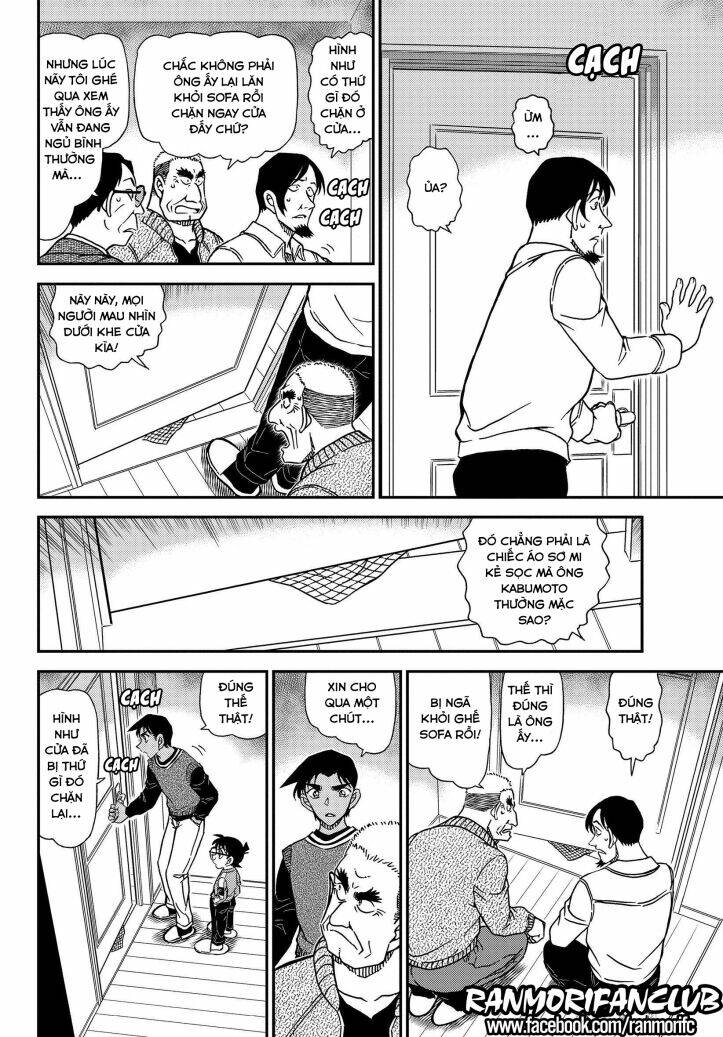 CẠCH
ỪM
...
ỦA?
HÌNH
NHƯ
CÓ THỨ
GÌ ĐÓ
CHẶN Ở
CỬA...
CHẮC KHÔNG PHẢI
ÔNG ẤY LẠI LĂN
KHỎI SOFA RỒI
CHẶN NGAY CỬA
ĐẤY CHỨ?
NHƯNG LÚC
NÃY TÔI GHÉ
QUA XEM
THẤY ÔNG ẤY
VẪN ĐANG
NGỦ BÌNH
THƯỜNG
MÀ...
CẠCH
CẠCH
NÀY NÀY, MỌI
NGƯỜI MAU NHÌN
DƯỚI KHE CỬA
KÌA!
ĐÓ CHẲNG PHẢI LÀ
CHIẾC ÁO SƠ MI
KẺ SỌC MÀ ÔNG
KABUMOTO
THƯỜNG MẶC
SAO?
ĐÚNG
THẬT!
THẾ THÌ
ĐÚNG
LÀ ÔNG
ẤY...
BỊ NGÃ
KHỎI GHẾ
SOFA RỒI!
XIN CHO
QUA MỘT
CHÚT...
ĐÚNG
THẾ
THẬT!
CẠCH
CẠCH
HÌNH
NHƯ
CỬA ĐÃ
BỊ THỨ
GÌ ĐÓ
CHẶN
LẠI...
RANMORIFANCLUB
www.facebook.com/ranmorifc